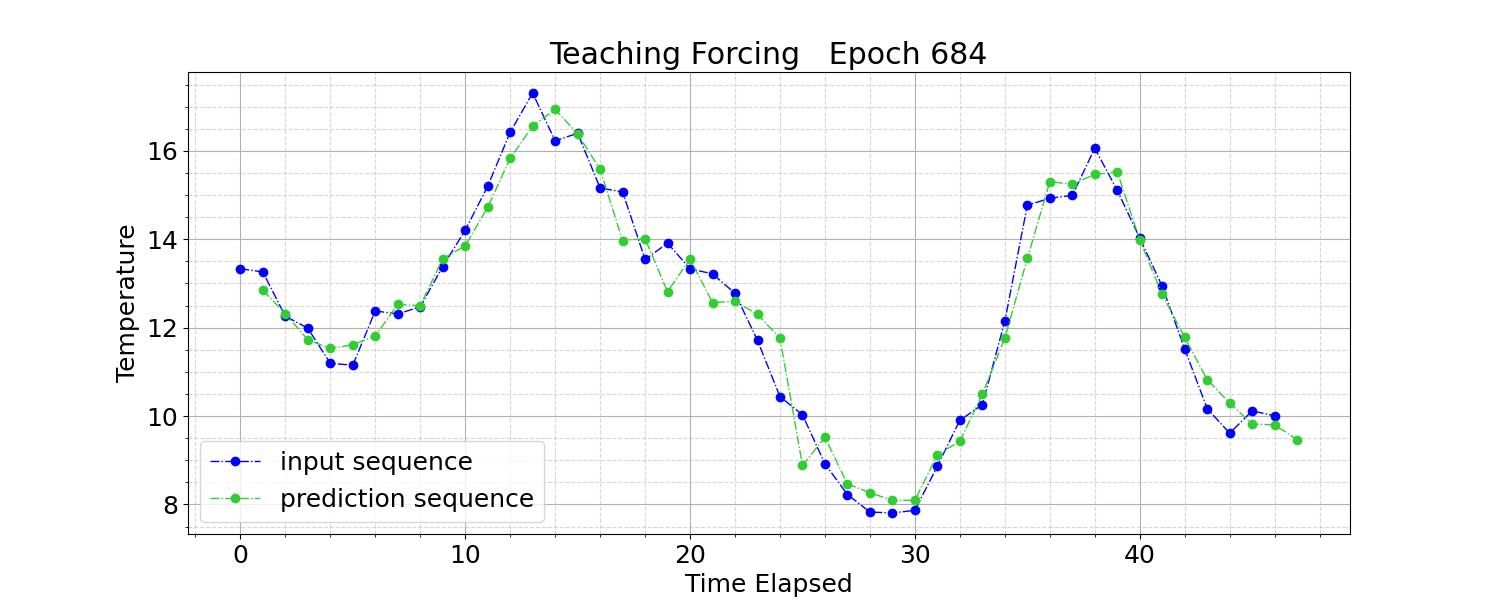 Teaching Forcing   Epoch 684
Temperature
16
14
12
10
8
input sequence
prediction sequence
0 10 20 30 40
Time Elapsed